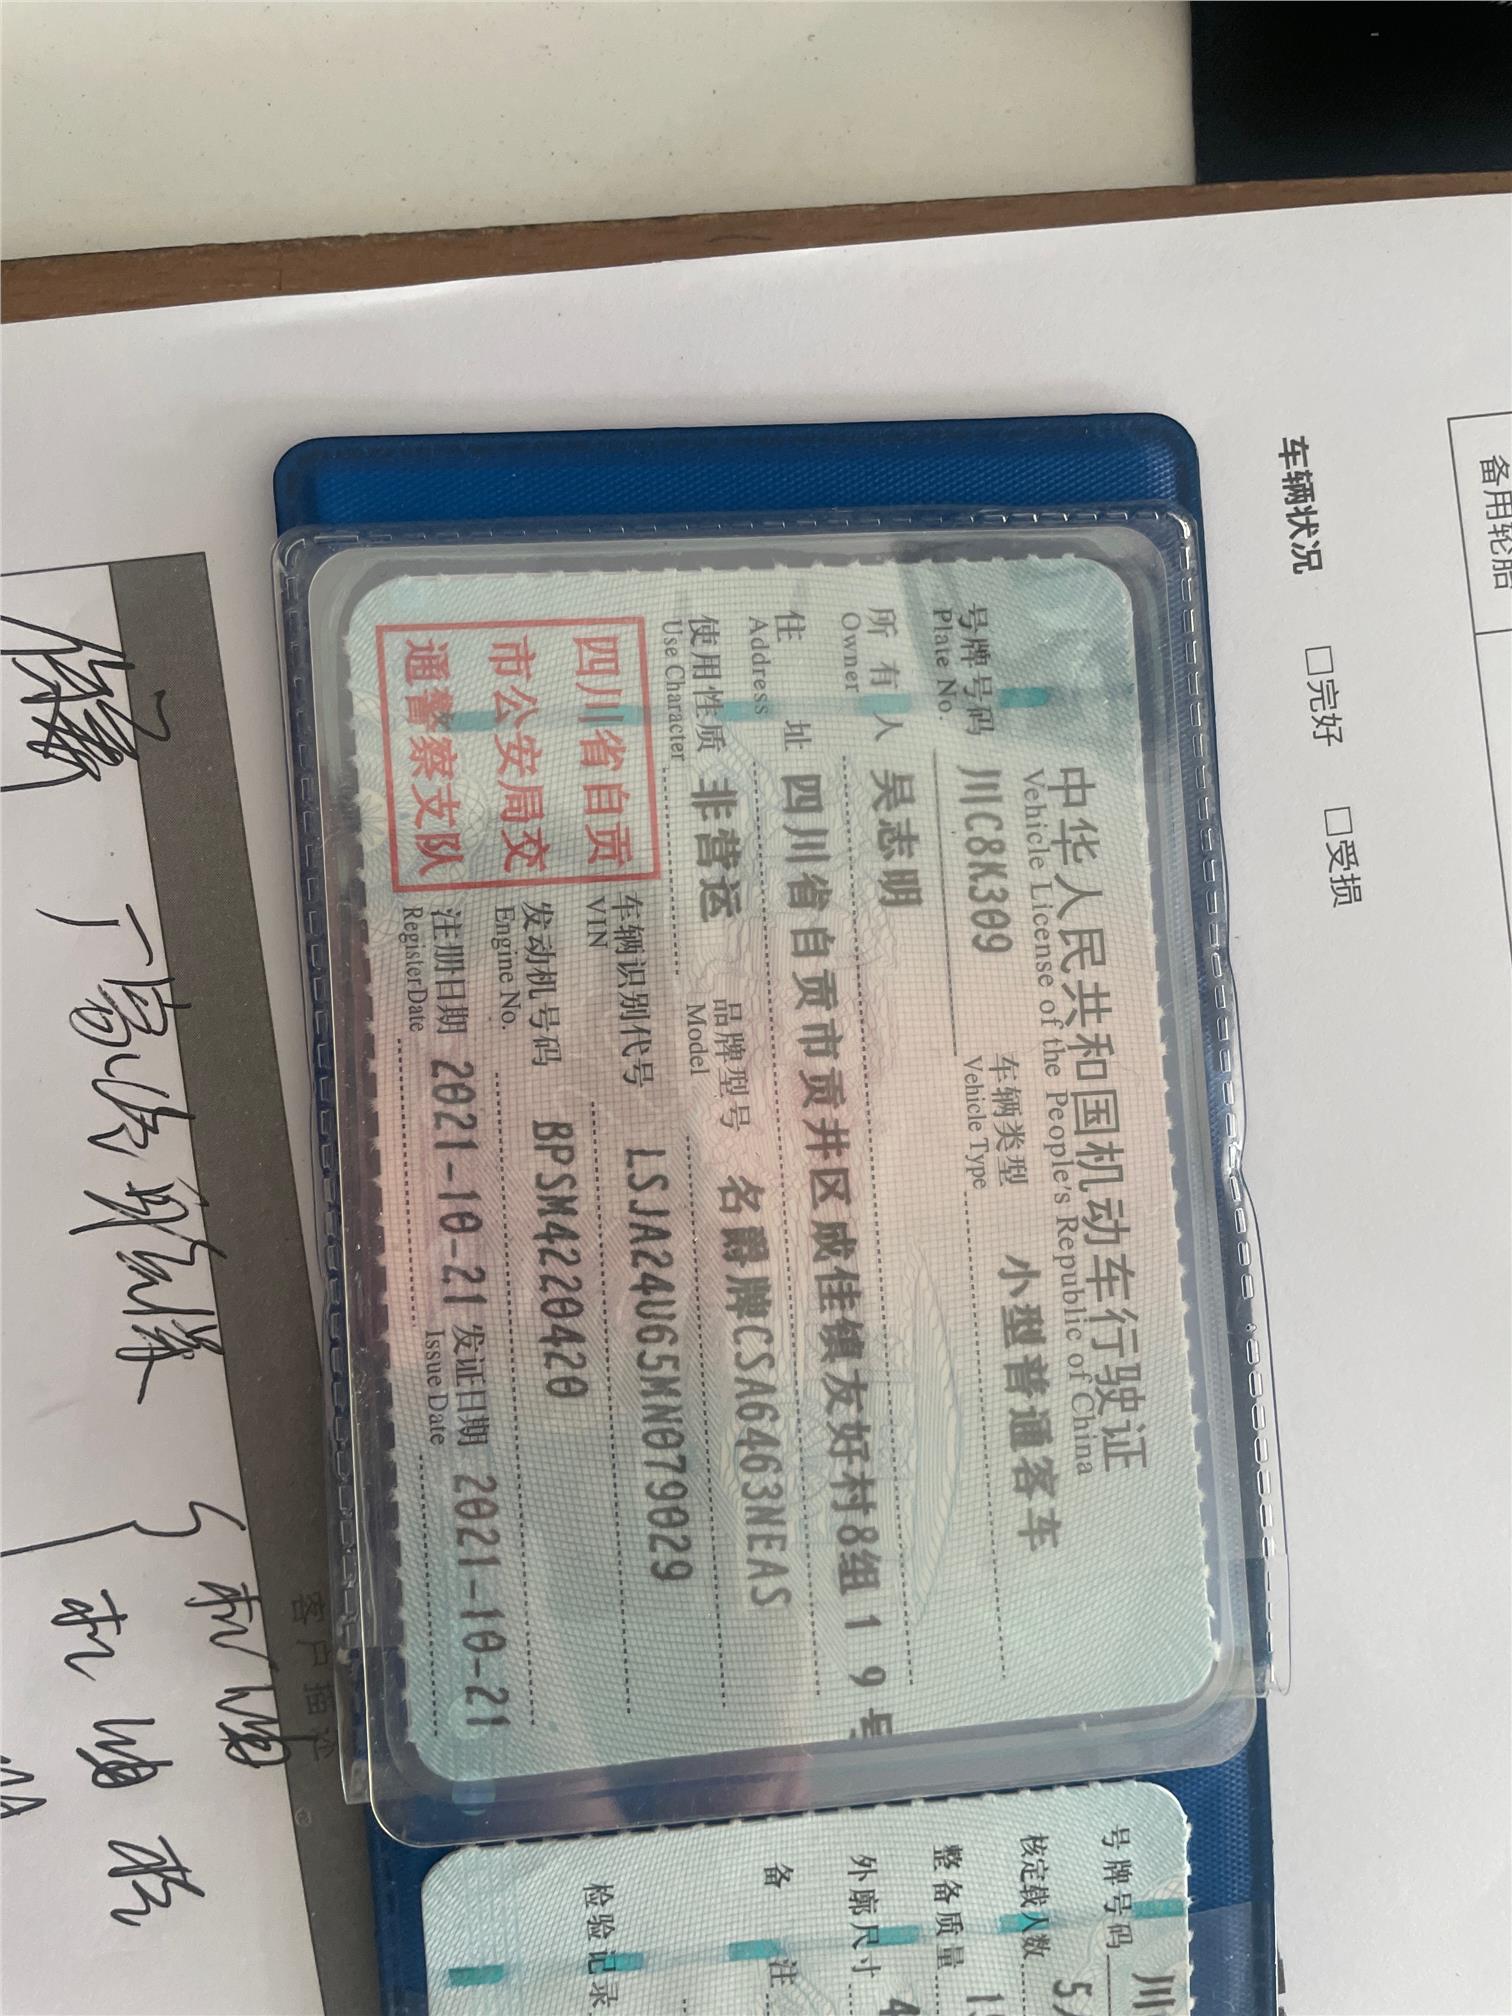 中华人民共和国机动车行驶证
Vehicle License of the People's Republic of China
号牌号码 川C8K309 车辆类型 小型普通客车
Plate No. Vehicle Type
所有人 吴志明
Owner
住址 四川省自贡市贡井区成佳镇友好村8组19号
Address
使用性质 非营运 品牌型号 名爵牌CSA6463NEAS
Use Character Model
车辆识别代号 LSJA24U65MN079029
VIN
发动机号码 BPSM4220420
Engine No.
注册日期 2021-10-21 发证日期 2021-10-21
Register Date Issue Date
四川省自贡
市公安局交
通警察支队
号牌号码 川
核定载人数 5
整备质量 1
外廓尺寸 4
备注
检验记录
备用轮胎
车辆状况 □完好 □受损
客户描述